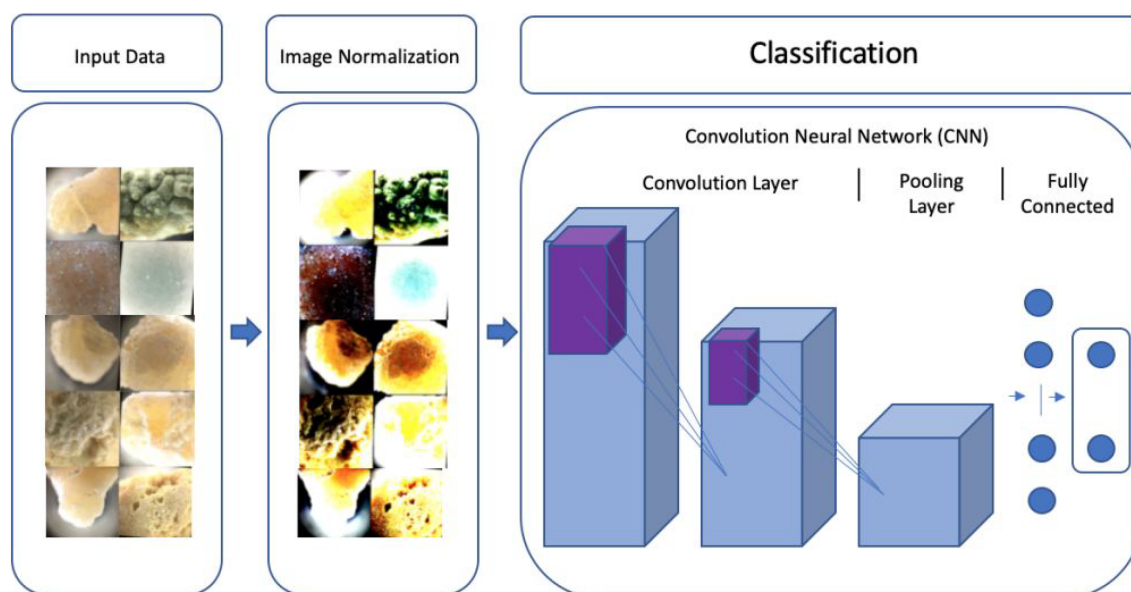 Input Data
Image Normalization
Classification
Convolution Neural Network (CNN)
Convolution Layer
Pooling
Layer
Fully
Connected